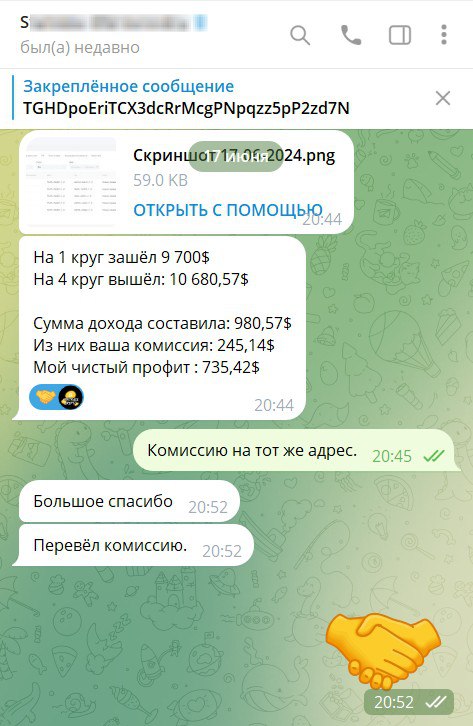 был(а) недавно
Закреплённое сообщение
TGHDpoEriTCX3dcRrMcgPNpqzz5pP2zd7N
17 июня
Скриншот 17.06.2024.png
59.0 KB
ОТКРЫТЬ С ПОМОЩЬЮ
20:44
На 1 круг зашёл 9 700$
На 4 круг вышёл: 10 680,57$
Сумма дохода составила: 980,57$
Из них ваша комиссия: 245,14$
Мой чистый профит : 735,42$
20:44
Комиссию на тот же адрес. 20:45
Большое спасибо 20:52
Перевёл комиссию. 20:52
20:52